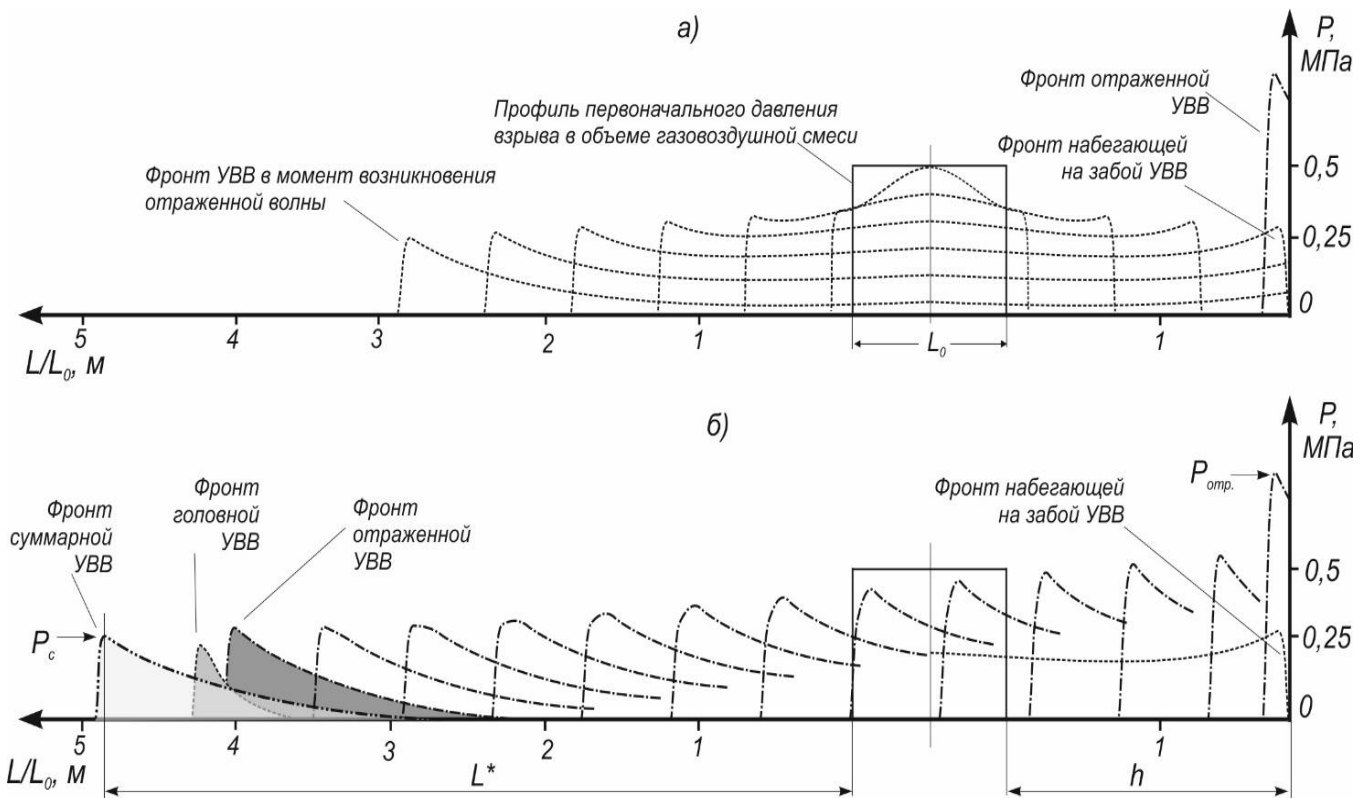 а)
P,
МПа
Фронт отраженной
УВВ
Профиль первоначального давления
взрыва в объеме газовоздушной смеси
Фронт набегающей
на забой УВВ
0,5
Фронт УВВ в момент возникновения
отраженной волны
0,25
0
5
4
3
2
1
L₀
1
L/L₀, м
б)
P,
МПа
Pотр.
Фронт
головной
УВВ
Фронт
отраженной
УВВ
Фронт набегающей
на забой УВВ
Фронт
суммарной
УВВ
0,5
Pс
0,25
0
5
4
3
2
1
1
L/L₀, м
L*
h